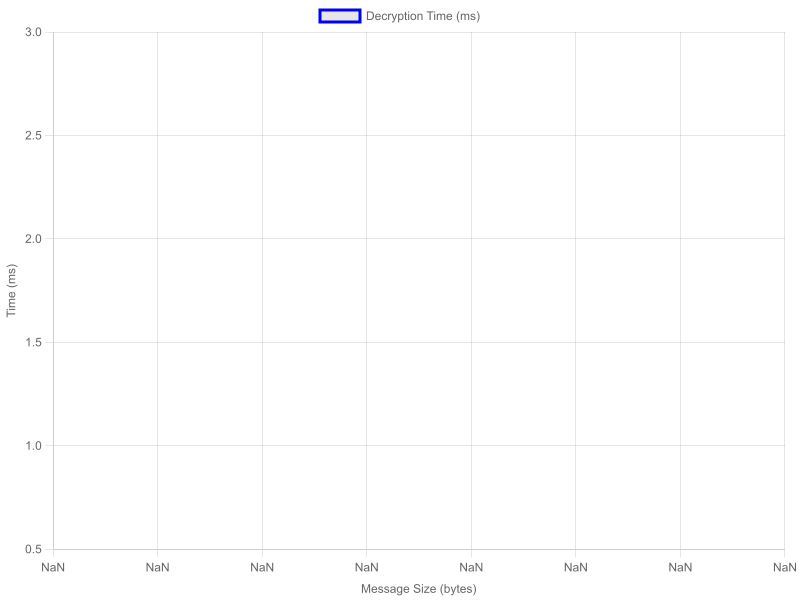 Decryption Time (ms)
3.0
2.5
2.0
1.5
1.0
0.5
Time (ms)
NaN NaN NaN NaN NaN NaN NaN NaN
Message Size (bytes)